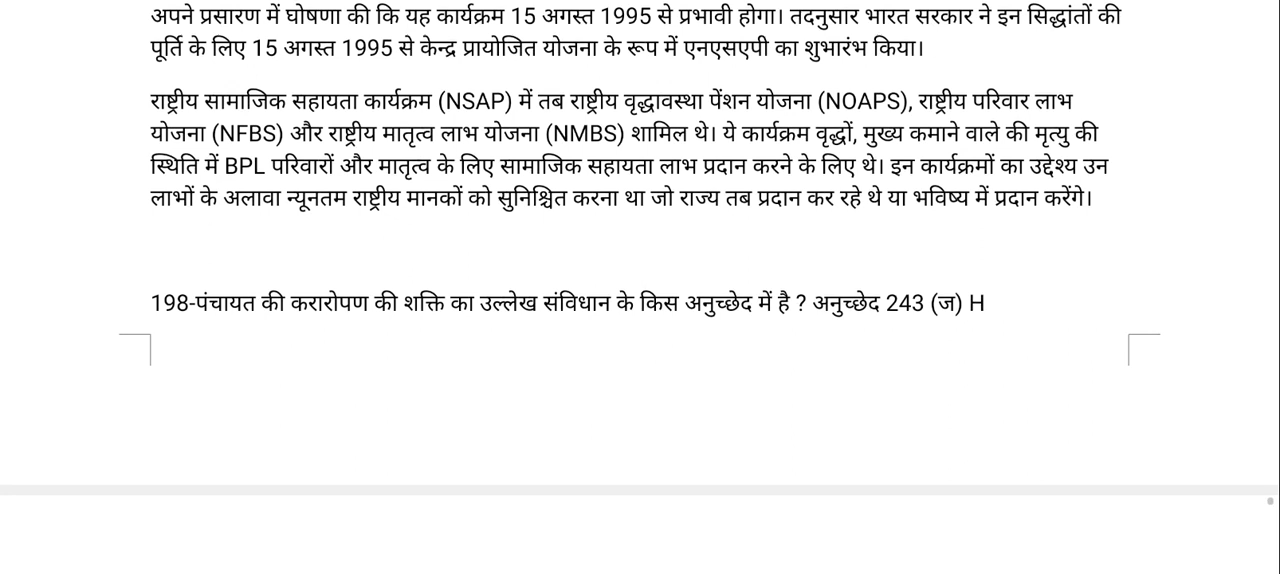 अपने प्रसारण में घोषणा की कि यह कार्यक्रम 15 अगस्त 1995 से प्रभावी होगा। तदनुसार भारत सरकार ने इन सिद्धांतों की
पूर्ति के लिए 15 अगस्त 1995 से केन्द्र प्रायोजित योजना के रूप में एनएसएपी का शुभारंभ किया।
राष्ट्रीय सामाजिक सहायता कार्यक्रम (NSAP) में तब राष्ट्रीय वृद्धावस्था पेंशन योजना (NOAPS), राष्ट्रीय परिवार लाभ
योजना (NFBS) और राष्ट्रीय मातृत्व लाभ योजना (NMBS) शामिल थे। ये कार्यक्रम वृद्धों, मुख्य कमाने वाले की मृत्यु की
स्थिति में BPL परिवारों और मातृत्व के लिए सामाजिक सहायता लाभ प्रदान करने के लिए थे। इन कार्यक्रमों का उद्देश्य उन
लाभों के अलावा न्यूनतम राष्ट्रीय मानकों को सुनिश्चित करना था जो राज्य तब प्रदान कर रहे थे या भविष्य में प्रदान करेंगे।
198-पंचायत की करारोपण की शक्ति का उल्लेख संविधान के किस अनुच्छेद में है ? अनुच्छेद 243 (ज) H